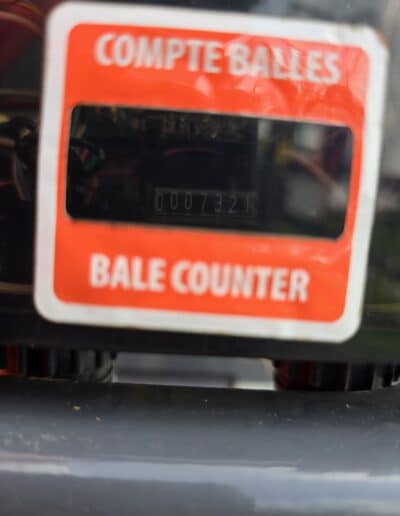 COMPTE BALLES
0007321
BALE COUNTER